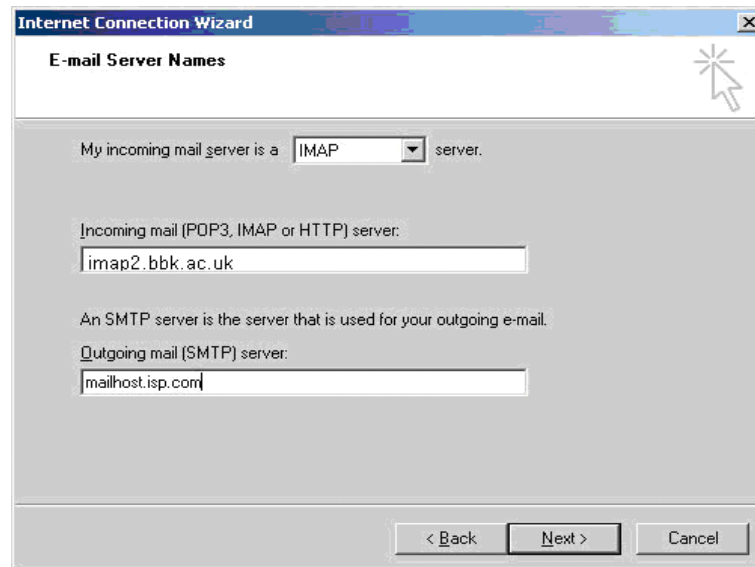 Internet Connection Wizard
E-mail Server Names
My incoming mail server is a IMAP server.
Incoming mail (POP3, IMAP or HTTP) server:
imap2.bbk.ac.uk
An SMTP server is the server that is used for your outgoing e-mail.
Outgoing mail (SMTP) server:
mailhost.isp.com
< Back Next > Cancel